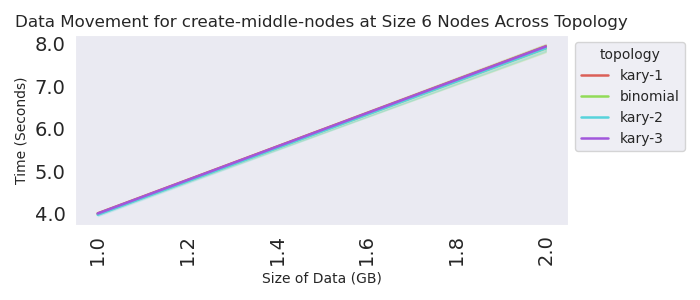 Data Movement for create-middle-nodes at Size 6 Nodes Across Topology
8.0
7.0
6.0
5.0
4.0
Time (Seconds)
1.0
1.2
1.4
1.6
1.8
2.0
Size of Data (GB)
topology
kary-1
binomial
kary-2
kary-3